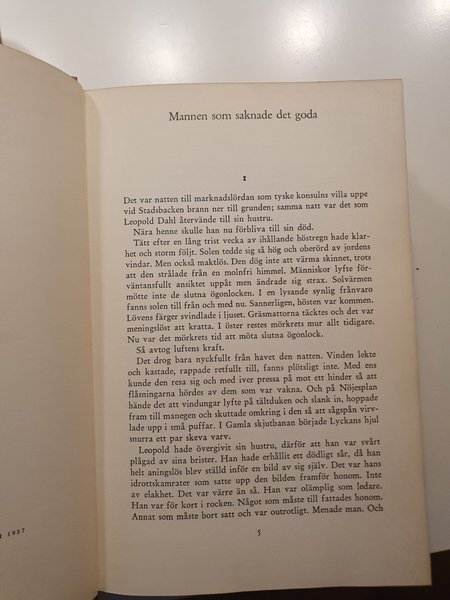 Mannen som saknade det goda
I
Det var natten till marknadslördan som tyske konsulns villa uppe
vid Stadsbacken brann ner till grunden; samma natt var det som
Leopold Dahl återvände till sin hustru.
Nära henne skulle han nu förbliva till sin död.
Tätt efter en lång trist vecka av ihållande höstregn hade klar-
het och storm följt. Solen tedde sig så hög och oberörd av jordens
vindar. Men också maktlös. Den dög inte att värma skinnet, trots
att den strålade från en molnfri himmel. Människor lyfte för-
väntansfullt ansiktet uppåt men ändrade sig strax. Solvärmen
mötte inte de slutna ögonlocken. I en lysande synlig frånvaro
fanns solen till från och med nu. Sannerligen, hösten var kommen.
Lövens färger svindlade i ljuset. Gräsmattorna täcktes och det var
meningslöst att kratta. I öster restes mörkrets mur allt tidigare.
Nu var det mörkrets tid att möta slutna ögonlock.
Så avtog luftens kraft.
Det drog bara nyckfullt från havet den natten. Vinden lekte
och kastade, rappade retfullt till, fanns plötsligt inte. Med ens
kunde den resa sig och med iver pressa på mot ett hinder så att
flåsningarna hördes av dem som var vakna. Och på Nöjesplan
hände det att vindungar lyfte på tältduken och slank in, hoppade
fram till manegen och skuttade omkring i den så att sågspån virv-
lade upp i små puffar. I Gamla skjutbanan började Lyckans hjul
snurra ett par skeva varv.
Leopold hade övergivit sin hustru, därför att han var svårt
plågad av sina brister. Han hade erhållit ett dödligt sår, då han
helt aningslös blev ställd inför en bild av sig själv. Det var hans
idrottskamrater som satte upp den bilden framför honom. Inte
av elakhet. Det var värre än så. Han var olämplig som ledare.
Han var för kort i rocken. Något som måste till fattades honom.
Annat som måste bort satt och var outrotligt. Menade man. Och
5
1957